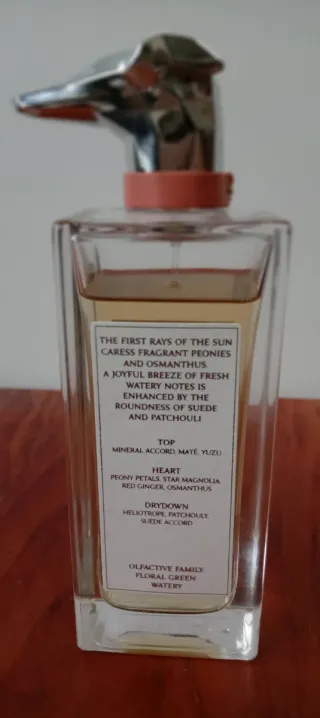 THE FIRST RAYS OF THE SUN
CARESS FRAGRANT PEONIES
AND OSMANTHUS
A JOYFUL BREEZE OF FRESH
WATERY NOTES IS
ENHANCED BY THE
ROUNDNESS OF SUEDE
AND PATCHOULI
TOP
MINERAL ACCORD, MATÉ, YUZU
HEART
PEONY PETALS, STAR MAGNOLIA,
RED GINGER, OSMANTHUS
DRYDOWN
HELIOTROPE, PATCHOULY,
SUEDE ACCORD
OLFACTIVE FAMILY:
FLORAL GREEN
WATERY